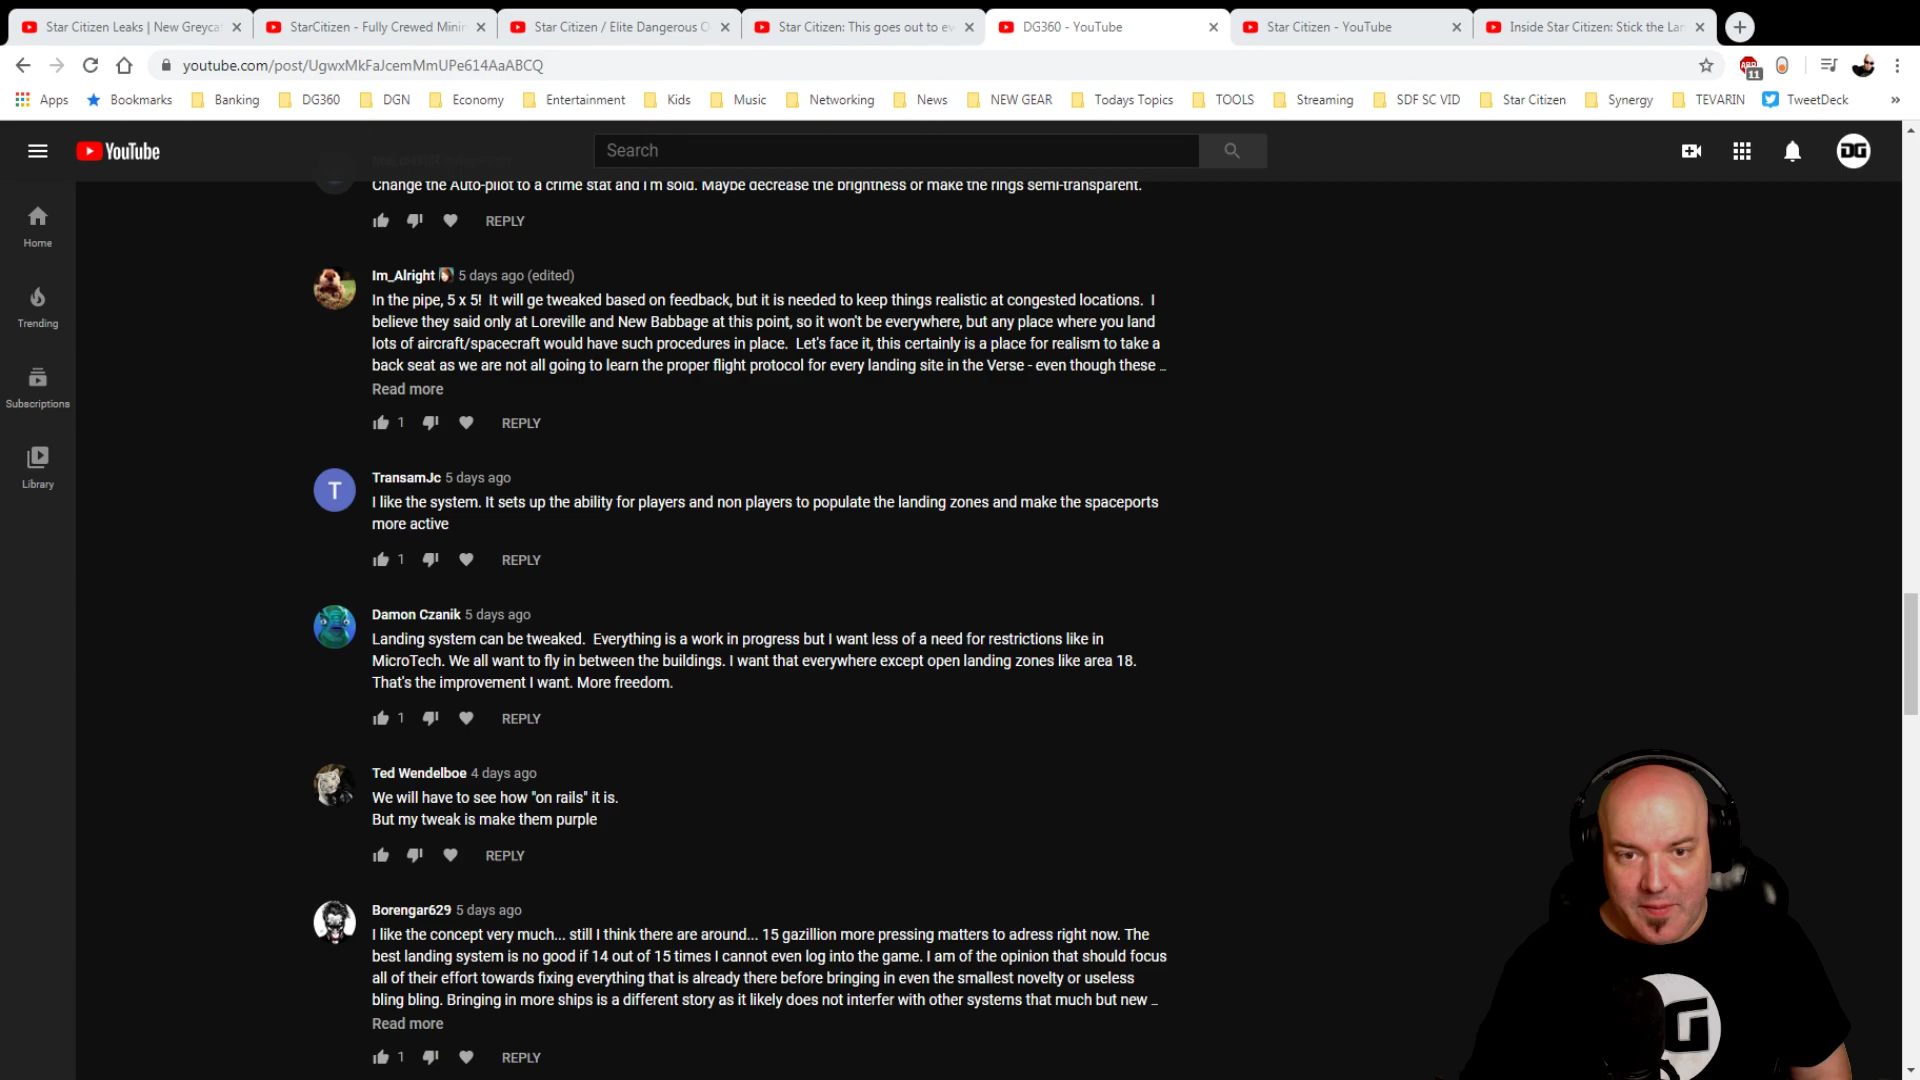 Star Citizen Leaks | New Greyca
StarCitizen - Fully Crewed Minin
Star Citizen / Elite Dangerous O
Star Citizen: This goes out to ev
DG360 - YouTube
Star Citizen - YouTube
Inside Star Citizen: Stick the Lan
youtube.com/post/UgwxMkFaJcemMmUPe614AaABCQ
11
Apps
Bookmarks
Banking
DG360
DGN
Economy
Entertainment
Kids
Music
Networking
News
NEW GEAR
Todays Topics
TOOLS
Streaming
SDF SC VID
Star Citizen
Synergy
TEVARIN
TweetDeck
YouTube
Search
DG
Home
Trending
Subscriptions
Library
Change the Auto-pilot to a crime stat and I'm sold. Maybe decrease the brightness or make the rings semi-transparent.
REPLY
Im_Alright 5 days ago (edited)
In the pipe, 5 x 5! It will ge tweaked based on feedback, but it is needed to keep things realistic at congested locations. I
believe they said only at Loreville and New Babbage at this point, so it won't be everywhere, but any place where you land
lots of aircraft/spacecraft would have such procedures in place. Let's face it, this certainly is a place for realism to take a
back seat as we are not all going to learn the proper flight protocol for every landing site in the Verse - even though these ...
Read more
1 REPLY
T
TransamJc 5 days ago
I like the system. It sets up the ability for players and non players to populate the landing zones and make the spaceports
more active
1 REPLY
Damon Czanik 5 days ago
Landing system can be tweaked. Everything is a work in progress but I want less of a need for restrictions like in
MicroTech. We all want to fly in between the buildings. I want that everywhere except open landing zones like area 18.
That's the improvement I want. More freedom.
1 REPLY
Ted Wendelboe 4 days ago
We will have to see how "on rails" it is.
But my tweak is make them purple
REPLY
Borengar629 5 days ago
I like the concept very much... still I think there are around... 15 gazillion more pressing matters to adress right now. The
best landing system is no good if 14 out of 15 times I cannot even log into the game. I am of the opinion that should focus
all of their effort towards fixing everything that is already there before bringing in even the smallest novelty or useless
bling bling. Bringing in more ships is a different story as it likely does not interfer with other systems that much but new ...
Read more
1 REPLY